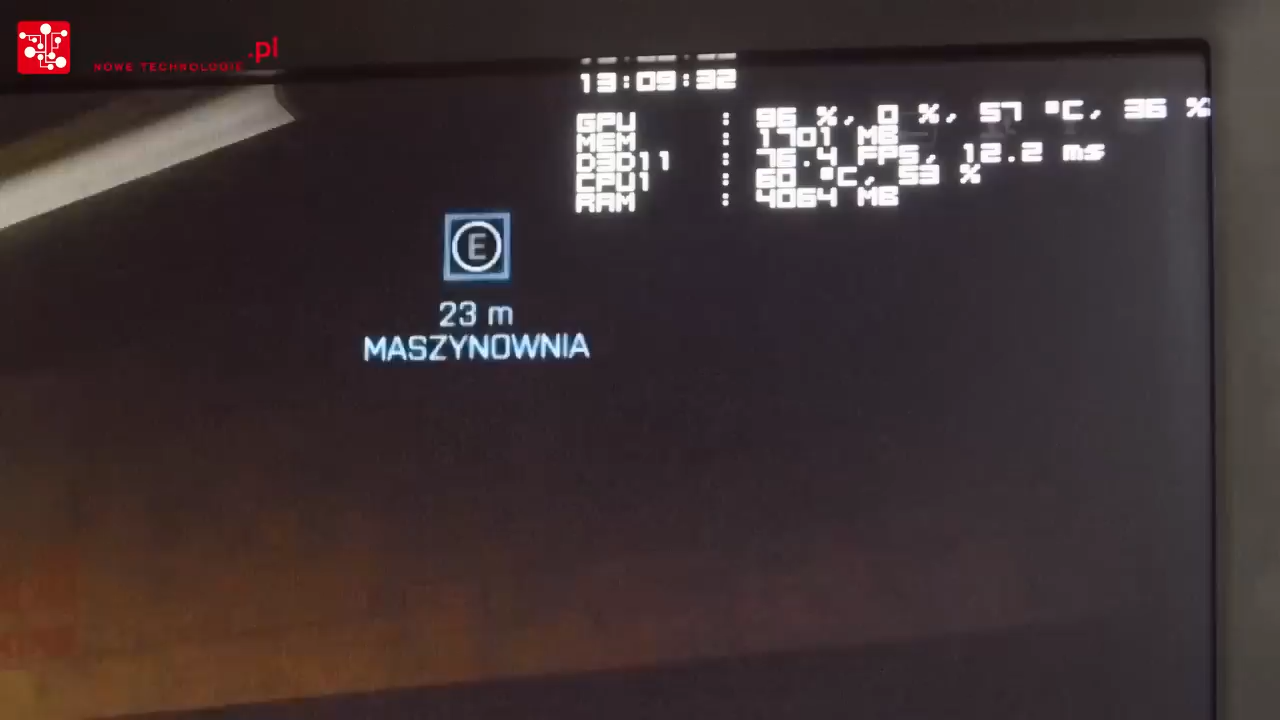 .pl
NOWE TECHNOLOGIE
13:09:32
GPU : 96 %, 0 %, 57 °C, 36 %
MEM : 1701 MB
D3D11 : 76.4 FPS, 12.2 ms
CPU1 : 60 °C, 53 %
RAM : 4064 MB
E
23 m
MASZYNOWNIA